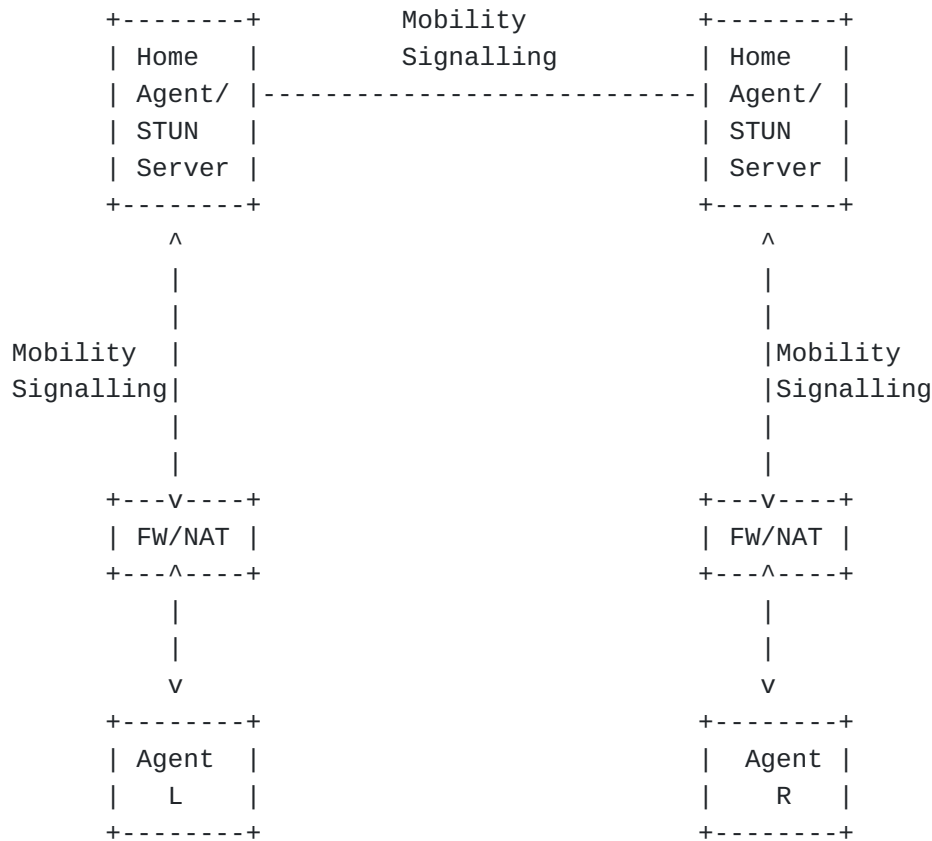 +--------+         Mobility           +--------+
| Home   |         Signalling         | Home   |
| Agent/ |----------------------------| Agent/ |
| STUN   |                            | STUN   |
| Server |                            | Server |
+--------+                            +--------+
    ^                                     ^
    |                                     |
    |                                     |
Mobility  |                                     |Mobility
Signalling|                                     |Signalling
    |                                     |
    |                                     |
+---v----+                            +---v----+
| FW/NAT |                            | FW/NAT |
+---^----+                            +---^----+
    |                                     |
    |                                     |
    v                                     v
+--------+                            +--------+
| Agent  |                            |  Agent |
|   L    |                            |    R   |
+--------+                            +--------+